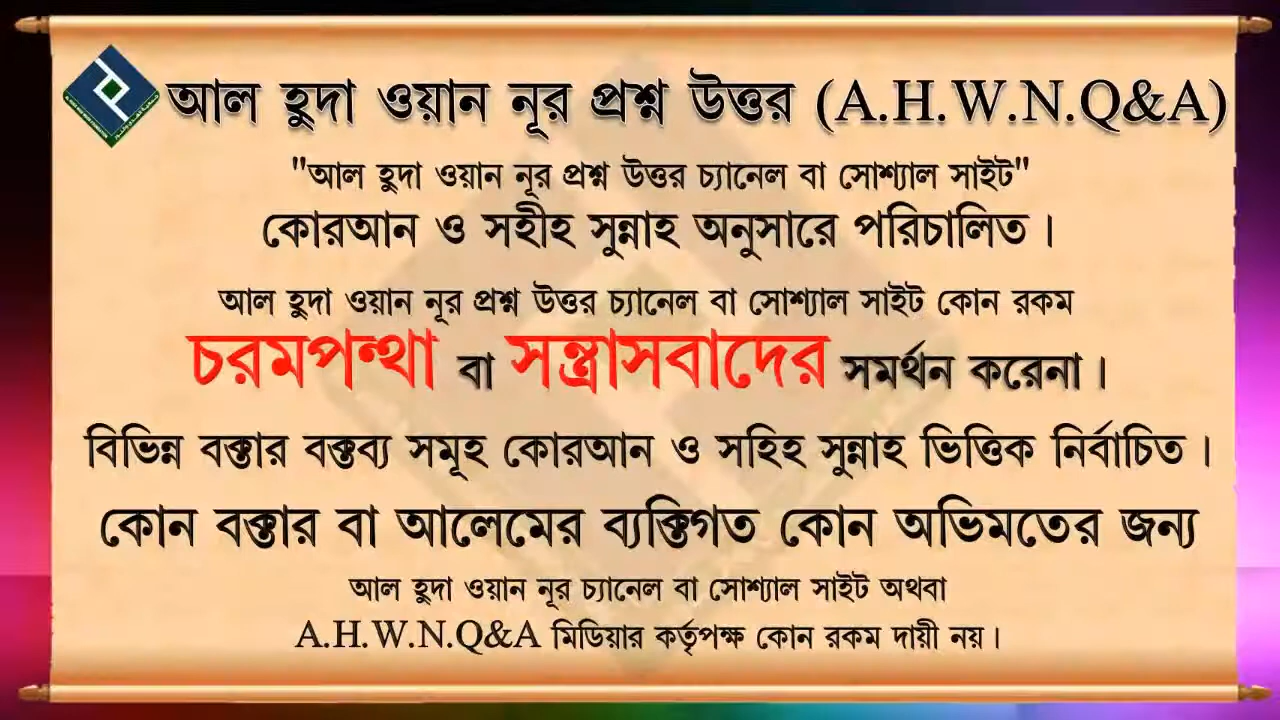 আল হুদা ওয়ান নূর প্রশ্ন উত্তর (A.H.W.N.Q&A)
"আল হুদা ওয়ান নূর প্রশ্ন উত্তর চ্যানেল বা সোশ্যাল সাইট"
কোরআন ও সহীহ সুন্নাহ অনুসারে পরিচালিত।
আল হুদা ওয়ান নূর প্রশ্ন উত্তর চ্যানেল বা সোশ্যাল সাইট কোন রকম
চরমপন্থা বা সন্ত্রাসবাদের সমর্থন করেনা।
বিভিন্ন বক্তার বক্তব্য সমূহ কোরআন ও সহিহ সুন্নাহ ভিত্তিক নির্বাচিত।
কোন বক্তার বা আলেমের ব্যক্তিগত কোন অভিমতের জন্য
আল হুদা ওয়ান নূর চ্যানেল বা সোশ্যাল সাইট অথবা
A.H.W.N.Q&A মিডিয়ার কর্তৃপক্ষ কোন রকম দায়ী নয়।